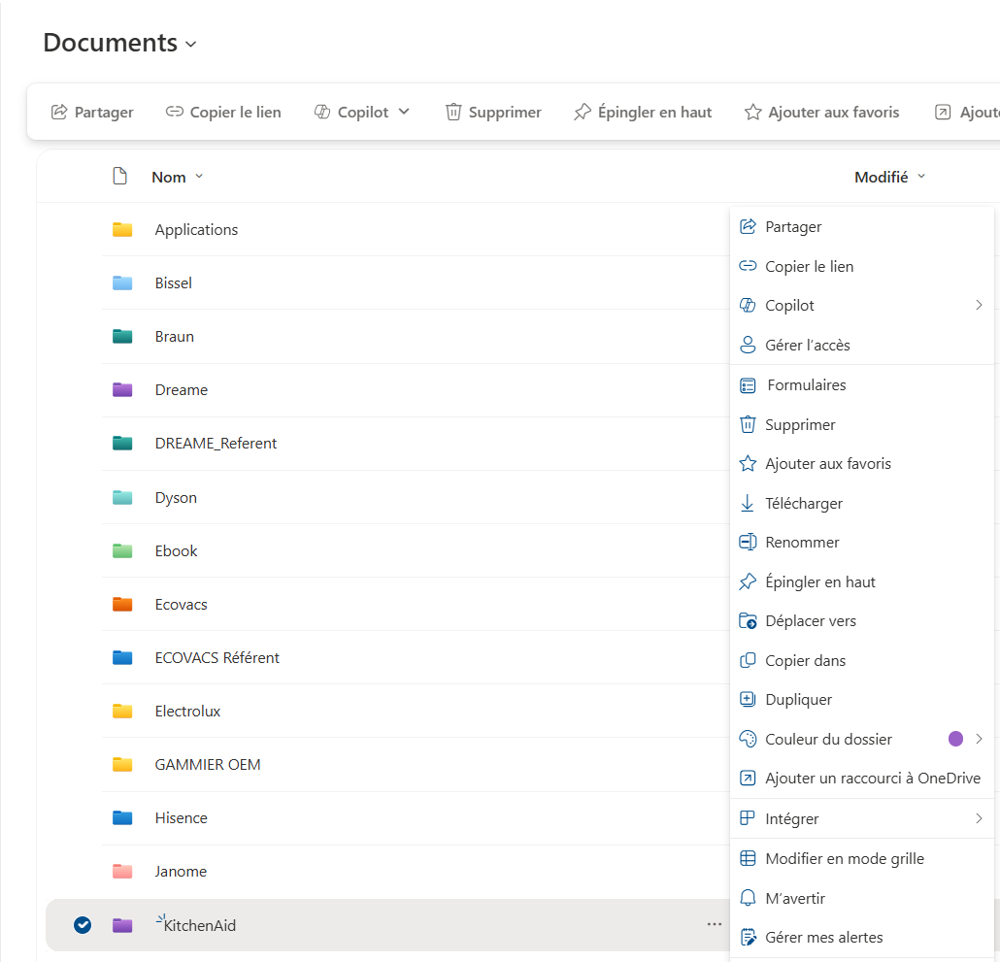 Documents
Partager Copier le lien Copilot Supprimer Épingler en haut Ajouter aux favoris
Nom Modifié
Applications
Bissel
Braun
Dreame
DREAME_Referent
Dyson
Ebook
Ecovacs
ECOVACS Référent
Electrolux
GAMMIER OEM
Hisence
Janome
KitchenAid
Partager
Copier le lien
Copilot
Gérer l’accès
Formulaires
Supprimer
Ajouter aux favoris
Télécharger
Renommer
Épingler en haut
Déplacer vers
Copier dans
Dupliquer
Couleur du dossier
Ajouter un raccourci à OneDrive
Intégrer
Modifier en mode grille
M’avertir
Gérer mes alertes